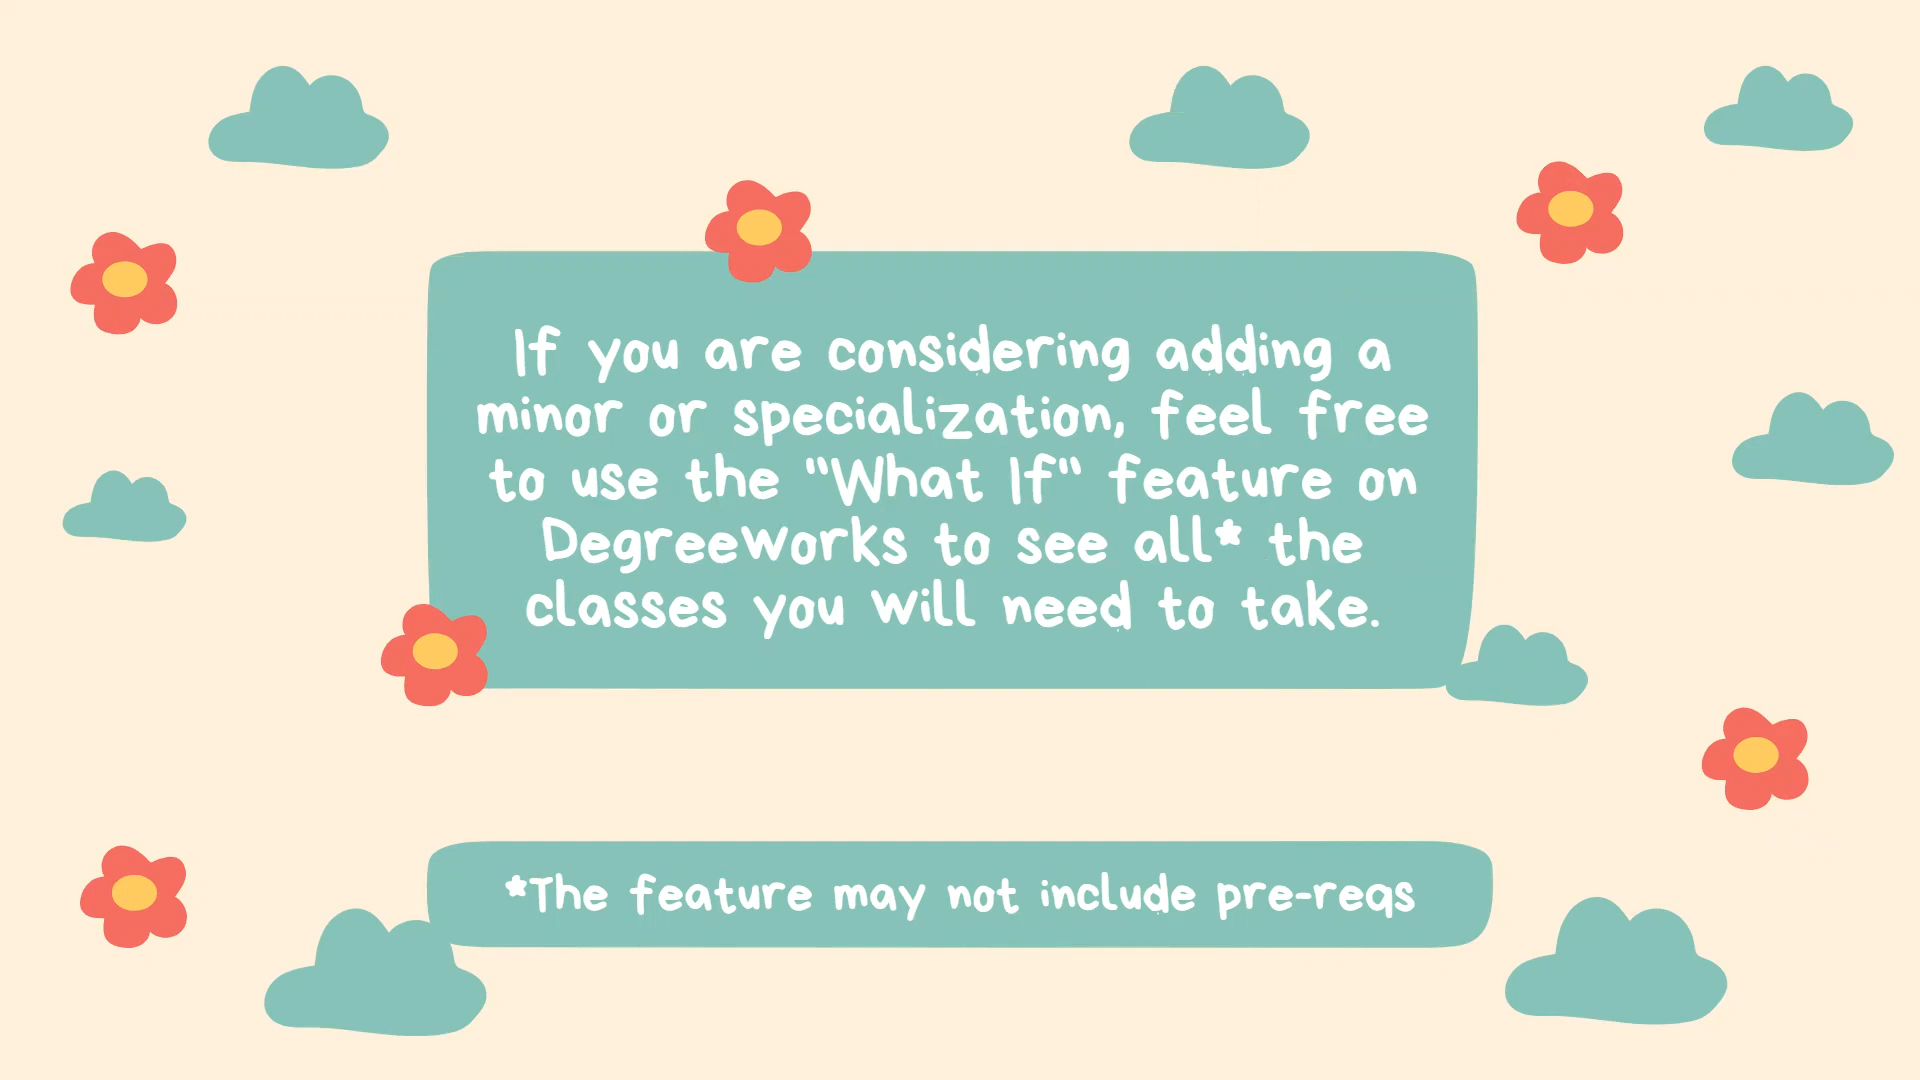 If you are considering adding a
minor or specialization, feel free
to use the "What If" feature on
Degreeworks to see all* the
classes you will need to take.
*The feature may not include pre-reqs